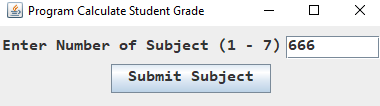 Program Calculate Student Grade
Enter Number of Subject (1 - 7) 666
Submit Subject